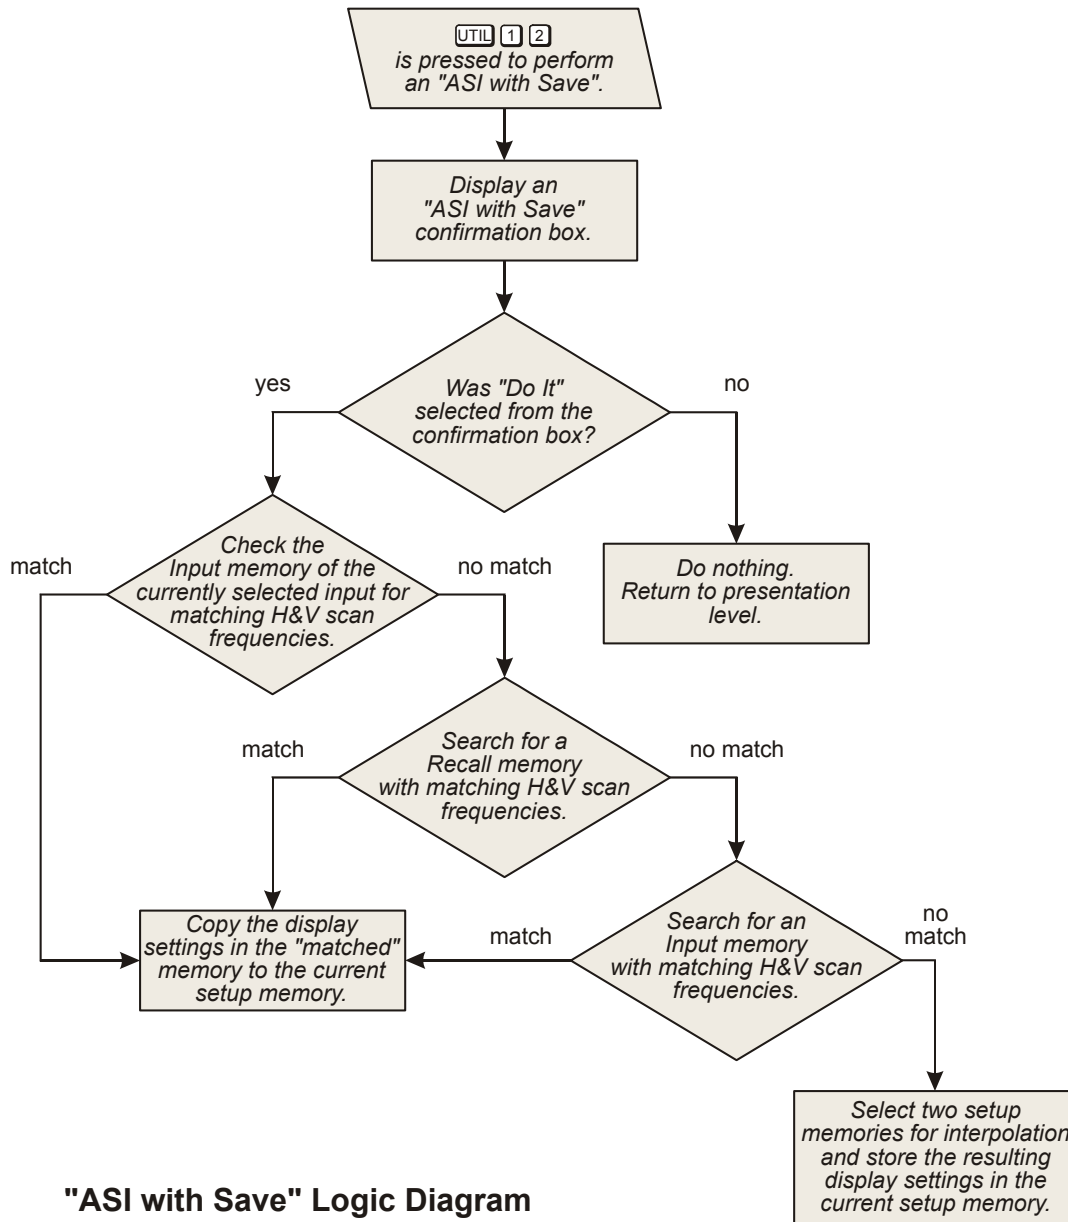 UTIL 1 2
is pressed to perform
an "ASI with Save".
Display an
"ASI with Save"
confirmation box.
yes
Was "Do It"
selected from the
confirmation box?
no
match
Check the
Input memory of the
currently selected input for
matching H&V scan
frequencies.
no match
Do nothing.
Return to presentation
level.
match
Search for a
Recall memory
with matching H&V scan
frequencies.
no match
Copy the display
settings in the "matched"
memory to the current
setup memory.
match
Search for an
Input memory
with matching H&V scan
frequencies.
no
match
Select two setup
memories for interpolation
and store the resulting
display settings in the
current setup memory.
"ASI with Save" Logic Diagram